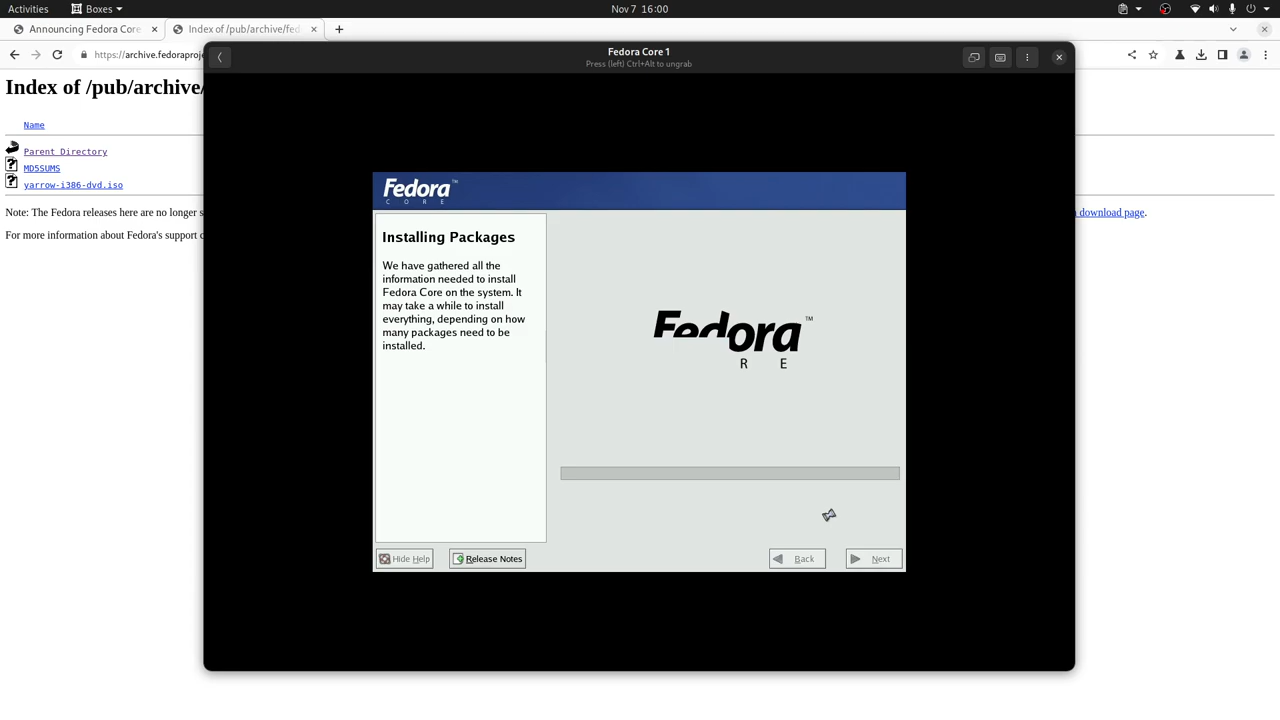 Activities
Boxes
Nov 7 16:00
Announcing Fedora Core
Index of /pub/archive/fed
https://archive.fedoraproje
Fedora Core 1
Press (left) Ctrl+Alt to ungrab
Index of /pub/archive/
Name
Parent Directory
MD5SUMS
yarrow-i386-dvd.iso
Note: The Fedora releases here are no longer s
download page.
For more information about Fedora's support
Fedora™
CORE
Installing Packages
We have gathered all the
information needed to install
Fedora Core on the system. It
may take a while to install
everything, depending on how
many packages need to be
installed.
Fedora™
R E
Hide Help
Release Notes
Back
Next